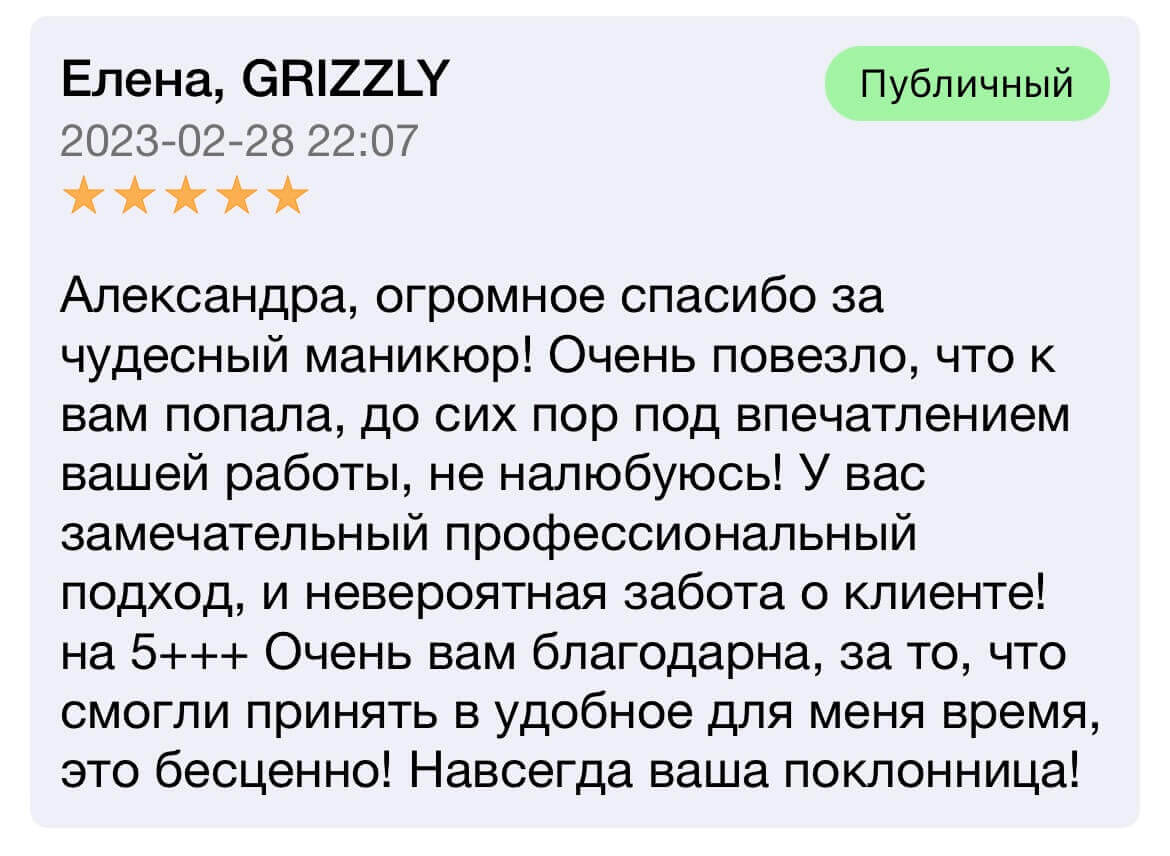 Елена, GRIZZLY
Публичный
2023-02-28 22:07
Александра, огромное спасибо за
чудесный маникюр! Очень повезло, что к
вам попала, до сих пор под впечатлением
вашей работы, не налюбуюсь! У вас
замечательный профессиональный
подход, и невероятная забота о клиенте!
на 5+++ Очень вам благодарна, за то, что
смогли принять в удобное для меня время,
это бесценно! Навсегда ваша поклонница!